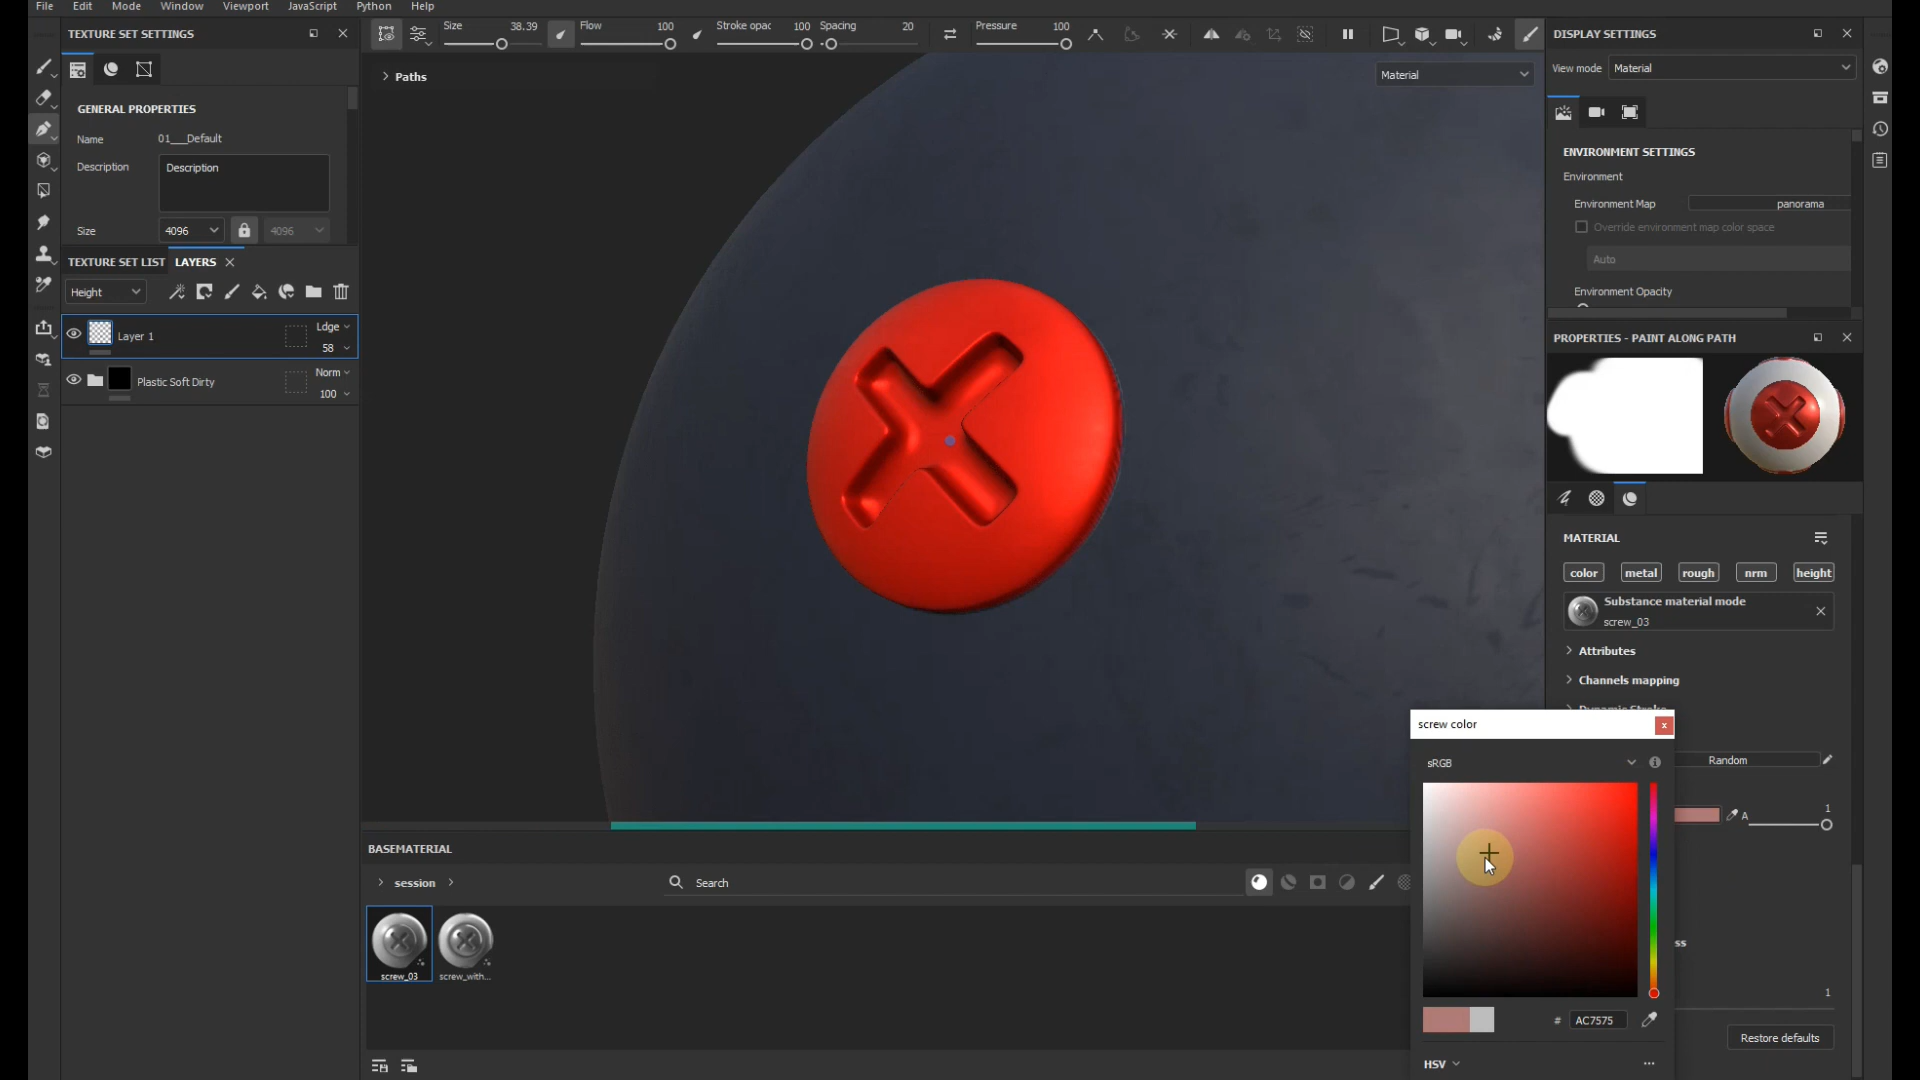 File Edit Mode Window Viewport JavaScript Python Help
TEXTURE SET SETTINGS
GENERAL PROPERTIES
Name 01___Default
Description Description
Size 4096 4096
TEXTURE SET LIST LAYERS
Height
Layer 1 Ldge
58
Plastic Soft Dirty Norm
100
Size 38.39 Flow 100 Stroke opac 100 Spacing 20 Pressure 100
Paths
Material
BASEMATERIAL
session
Search
screw_03 screw_with...
DISPLAY SETTINGS
View mode Material
ENVIRONMENT SETTINGS
Environment
Environment Map panorama
Override environment map color space
Auto
Environment Opacity
PROPERTIES - PAINT ALONG PATH
MATERIAL
color metal rough nrm height
Substance material mode
screw_03
Attributes
Channels mapping
screw color
sRGB
Random
A 1
ss
1
# AC7575
Restore defaults
HSV